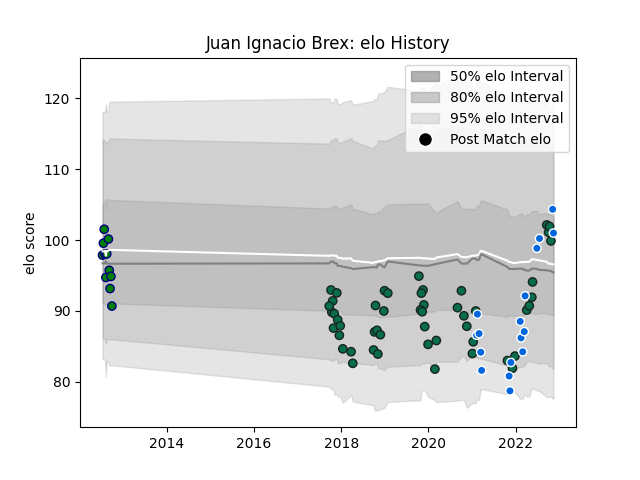 Juan Ignacio Brex: elo History
50% elo Interval
80% elo Interval
95% elo Interval
Post Match elo
elo score
120
110
100
90
80
2014
2016
2018
2020
2022